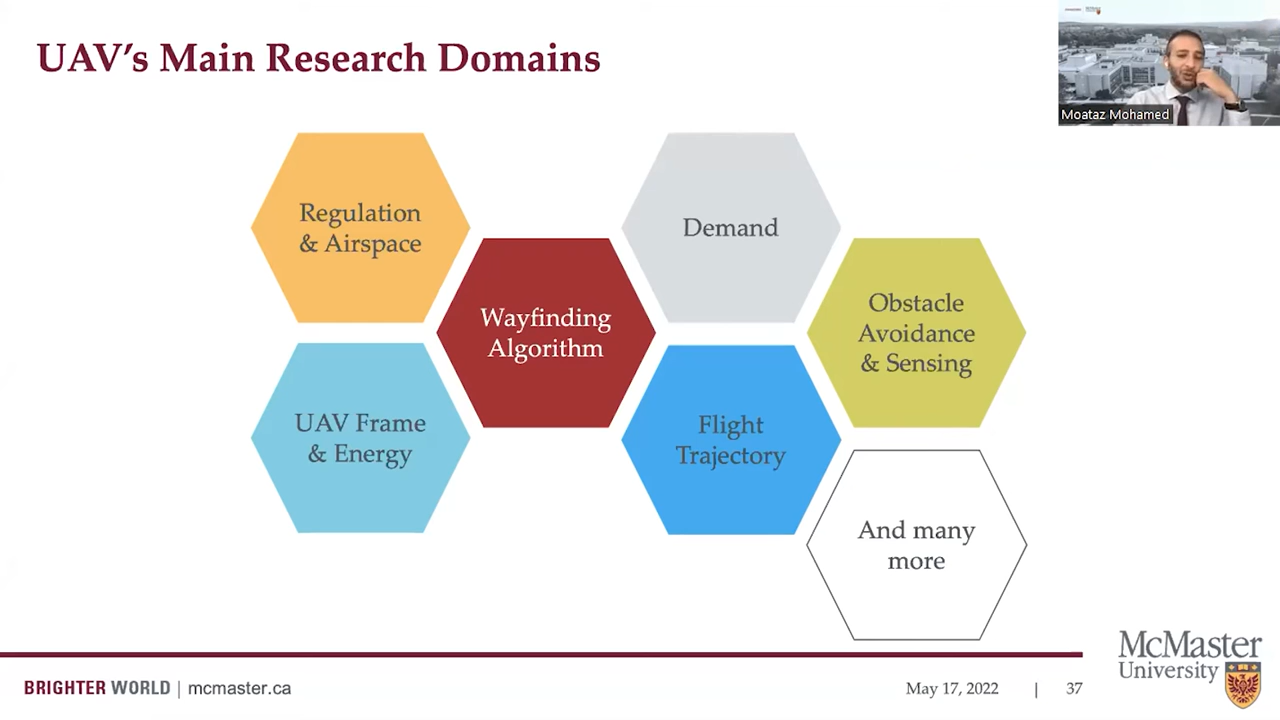 UAV's Main Research Domains
Moataz Mohamed
Regulation
& Airspace
Demand
Wayfinding
Algorithm
Obstacle
Avoidance
& Sensing
UAV Frame
& Energy
Flight
Trajectory
And many
more
BRIGHTER WORLD | mcmaster.ca
May 17, 2022 | 37
McMaster
University